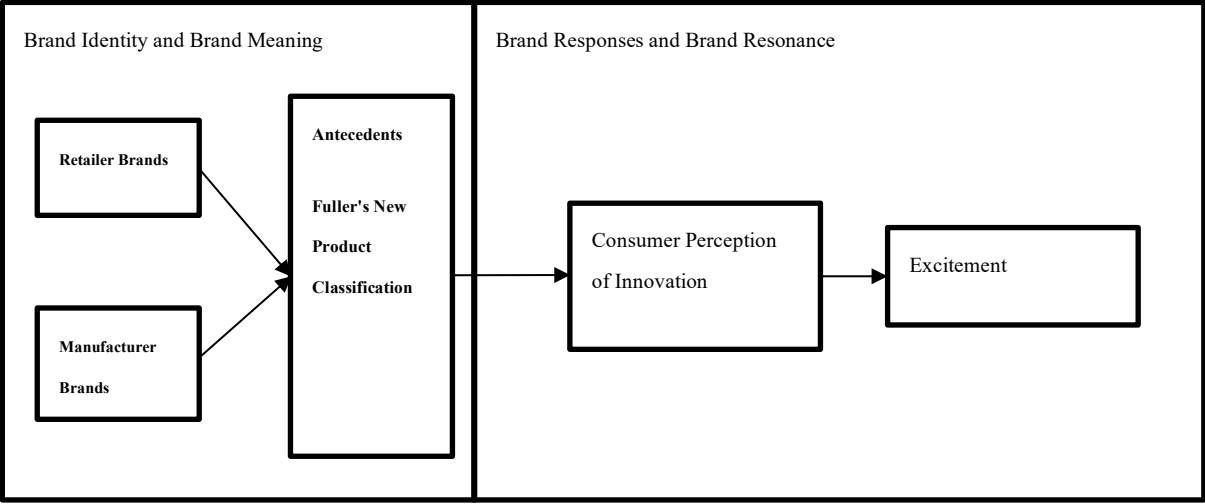 Brand Identity and Brand Meaning
Brand Responses and Brand Resonance
Retailer Brands
Manufacturer
Brands
Antecedents
Fuller's New
Product
Classification
Consumer Perception
of Innovation
Excitement